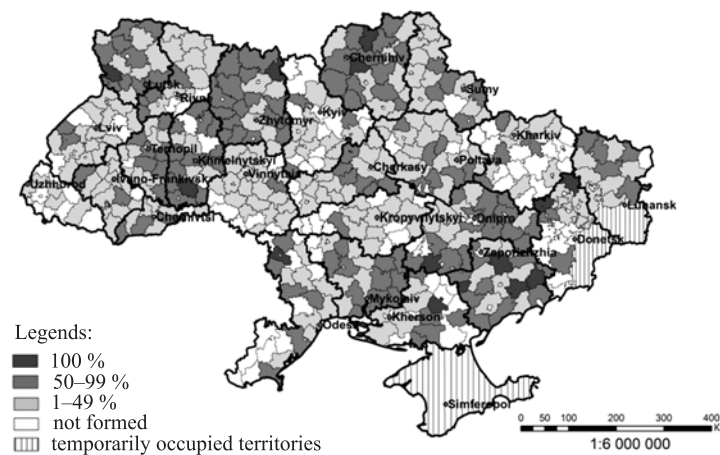 Chernihiv
Sumy
Lutsk
Rivne
Zhytomyr
Kyiv
Lviv
Kharkiv
Ternopil
Khmelnytskyi
Poltava
Cherkasy
Vinnytsia
Uzhhorod
Ivano-Frankivsk
Luhansk
Chernivtsi
Kropyvnytskyi
Dnipro
Donetsk
Zaporizhzhia
Mykolaiv
Kherson
Odesa
Simferopol
Legends:
100 %
50–99 %
1–49 %
not formed
temporarily occupied territories
0 50 100 200 300 400
K
1:6 000 000